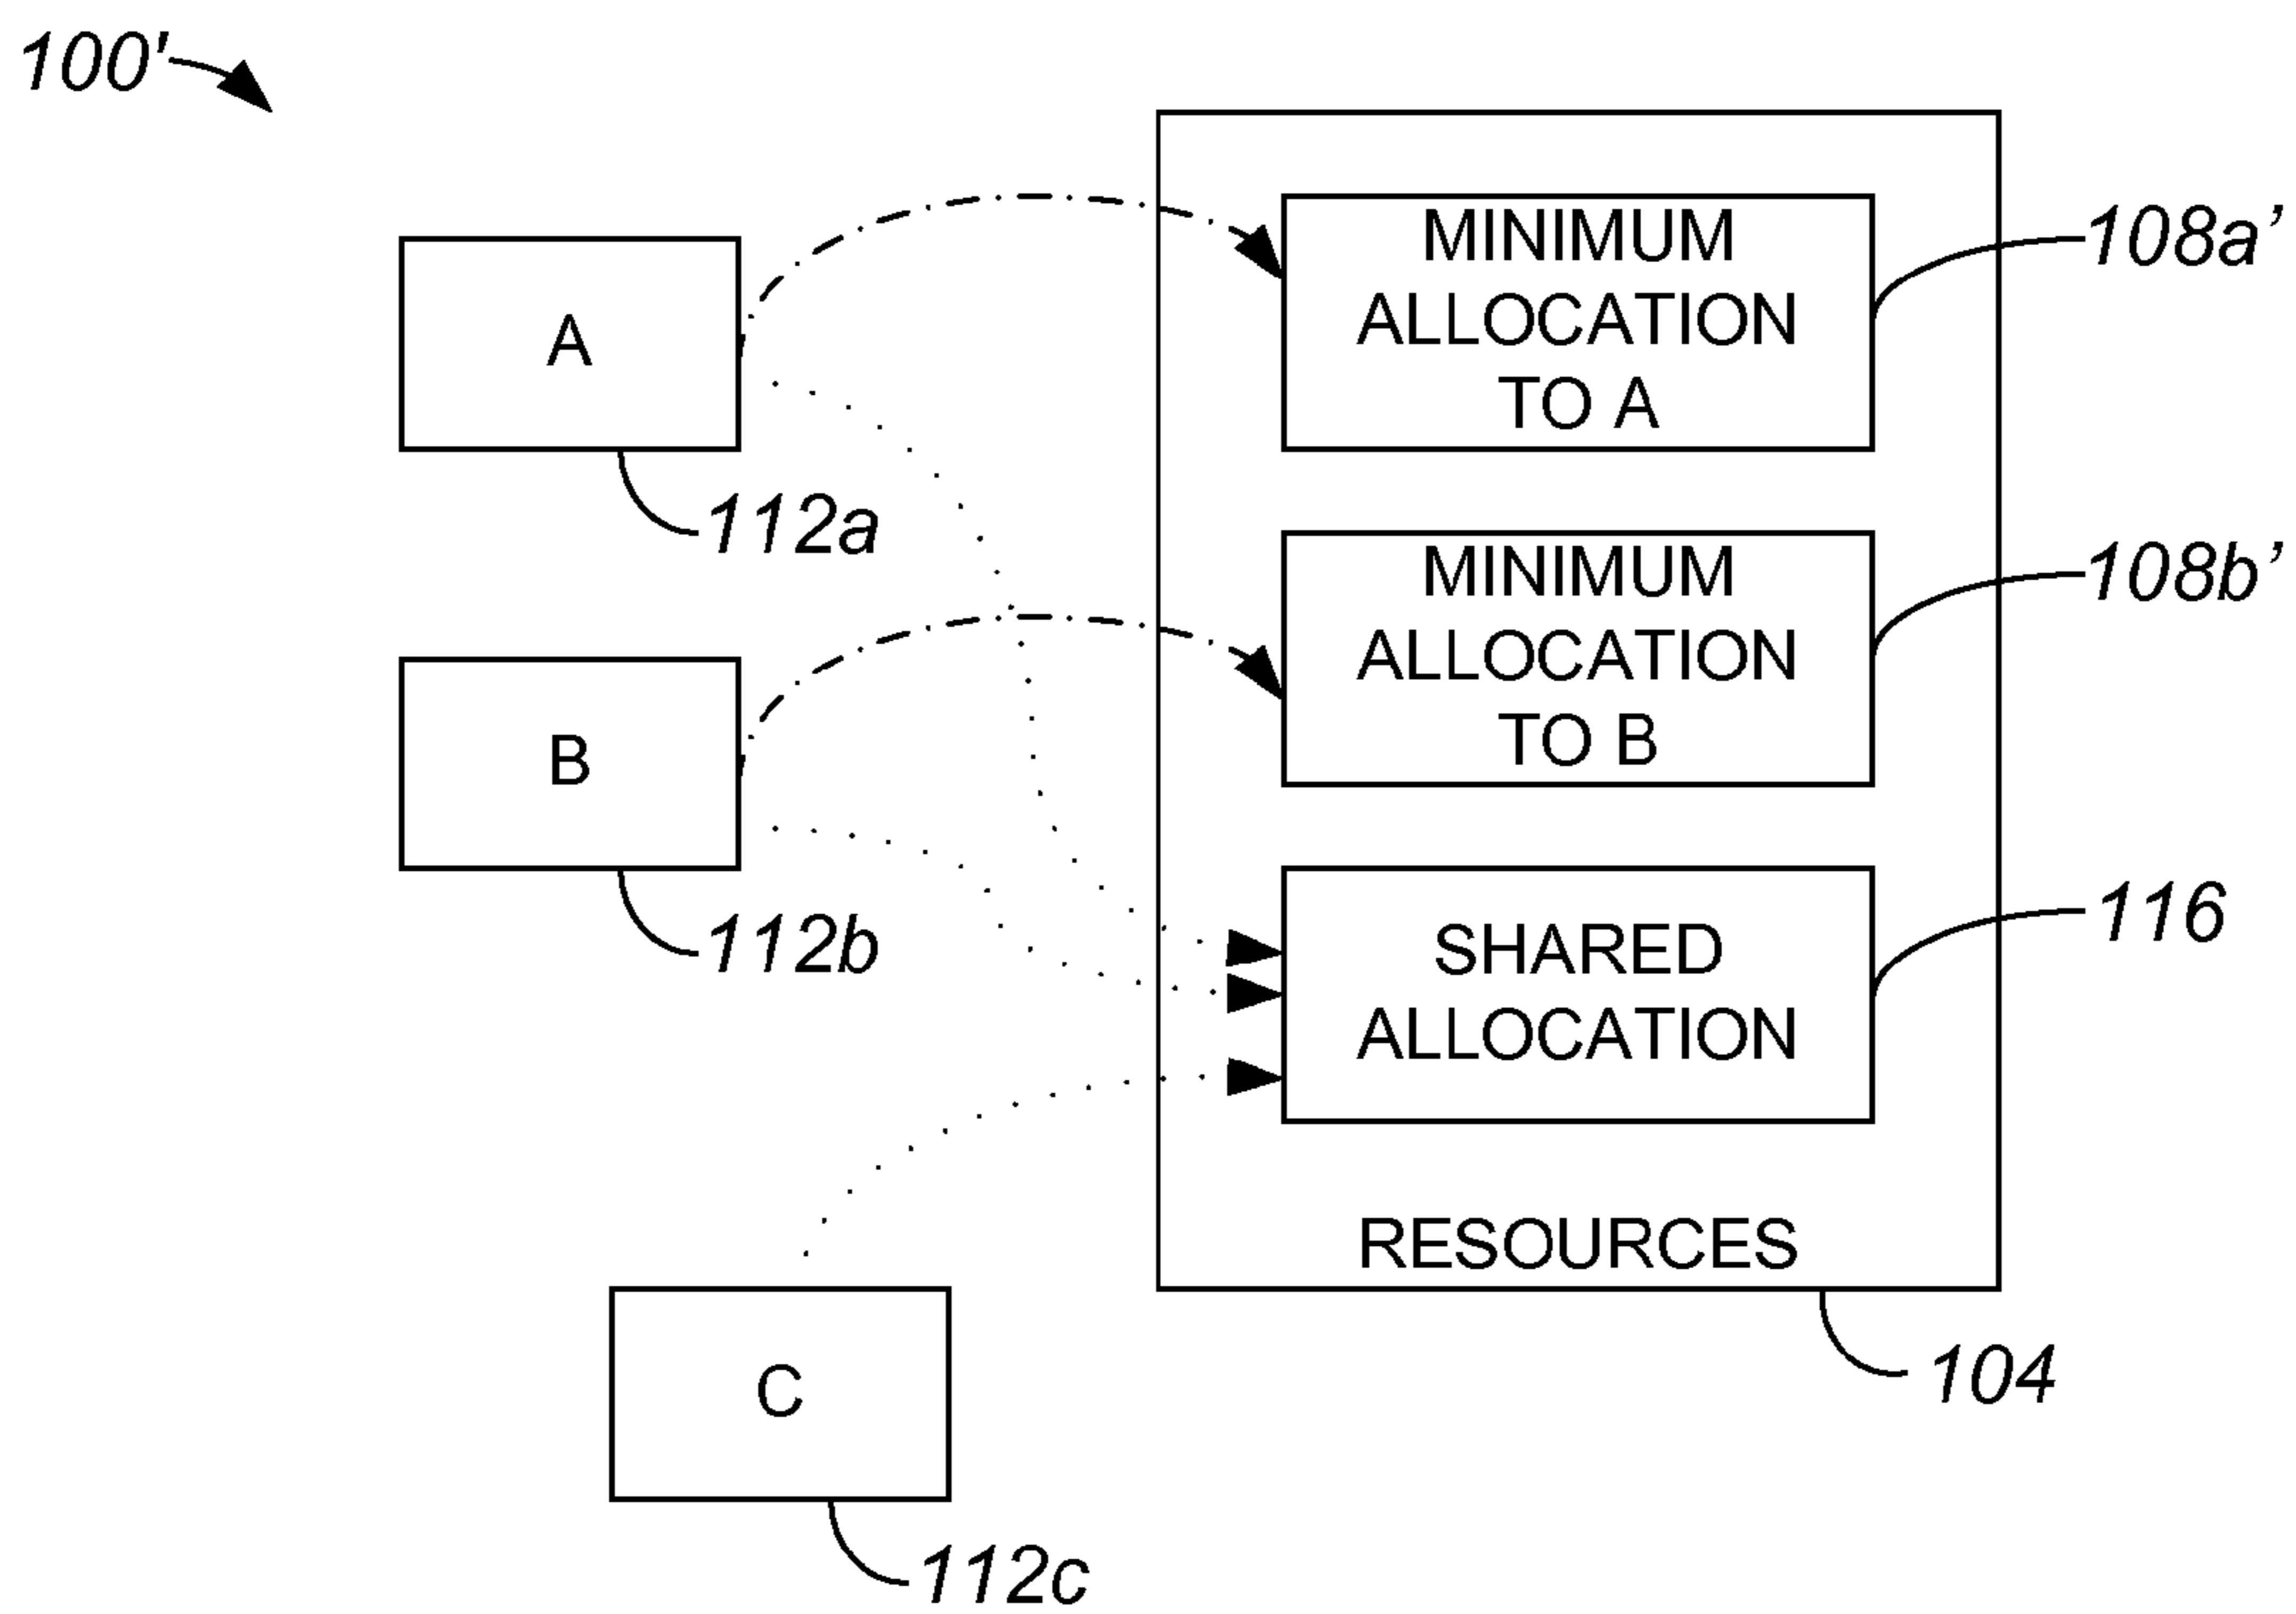 100'
MINIMUM
ALLOCATION
TO A
108a’
A
112a
MINIMUM
ALLOCATION
TO B
108b’
B
112b
SHARED
ALLOCATION
116
RESOURCES
104
C
112c